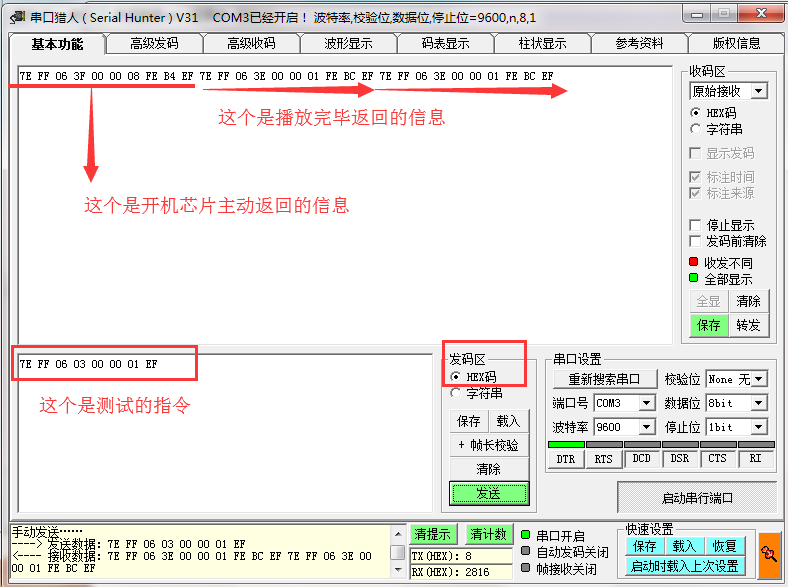 串口猎人 ( Serial Hunter ) V31 COM3已经开启！波特率,校验位,数据位,停止位=9600,n,8,1
基本功能 高级发码 高级收码 波形显示 码表显示 柱状显示 参考资料 版权信息
7E FF 06 3F 00 00 08 FE B4 EF 7E FF 06 3E 00 00 01 FE BC EF 7E FF 06 3E 00 00 01 FE BC EF
这个是播放完毕返回的信息
这个是开机芯片主动返回的信息
收码区
原始接收
HEX码
字符串
显示发码
标注时间
标注来源
停止显示
发码前清除
收发不同
全部显示
全显 清除
保存 转发
7E FF 06 03 00 00 01 EF
这个是测试的指令
发码区
HEX码
字符串
保存 载入
+ 帧长校验
清除
发送
串口设置
重新搜索串口 校验位 None 无
端口号 COM3 数据位 8bit
波特率 9600 停止位 1bit
DTR RTS DCD DSR CTS RI
启动串行端口
手动发送……
----> 发送数据: 7E FF 06 03 00 00 01 EF
<---- 接收数据: 7E FF 06 3E 00 00 01 FE BC EF 7E FF 06 3E 00
00 01 FE BC EF
清提示 清计数
TX(HEX): 8
RX(HEX): 2816
串口开启
自动发码关闭
帧接收关闭
快速设置
保存 载入 恢复
启动时载入上次设置